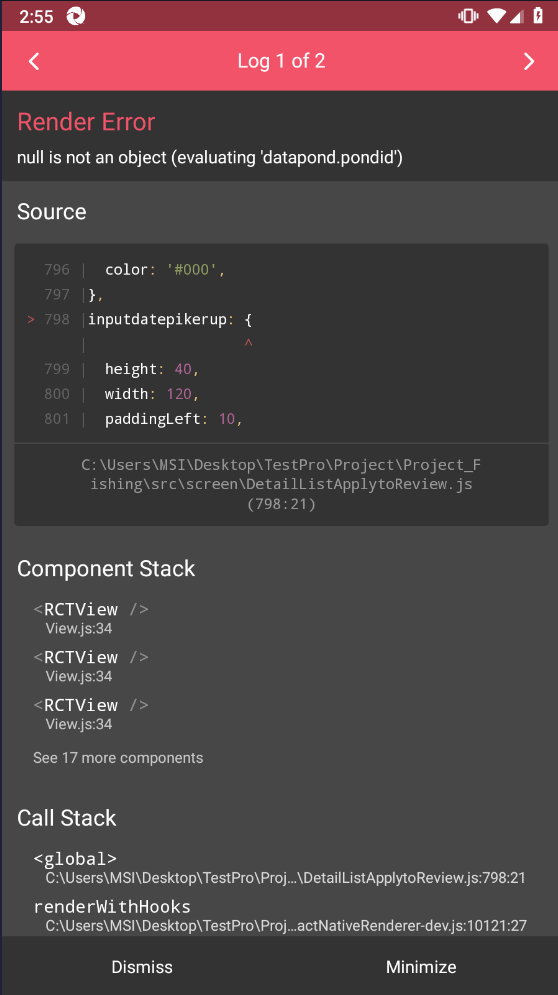 2:55
Log 1 of 2
Render Error
null is not an object (evaluating 'datapond.pondid')
Source
796 |   color: '#000',
797 | },
> 798 | inputdatepikerup: {
|                 ^
799 |   height: 40,
800 |   width: 120,
801 |   paddingLeft: 10,
C:\Users\MSI\Desktop\TestPro\Project\Project_F
ishing\src\screen\DetailListApplytoReview.js
(798:21)
Component Stack
<RCTView />
View.js:34
<RCTView />
View.js:34
<RCTView />
View.js:34
See 17 more components
Call Stack
<global>
C:\Users\MSI\Desktop\TestPro\Proj...\DetailListApplytoReview.js:798:21
renderWithHooks
C:\Users\MSI\Desktop\TestPro\Proj...actNativeRenderer-dev.js:10121:27
Dismiss Minimize